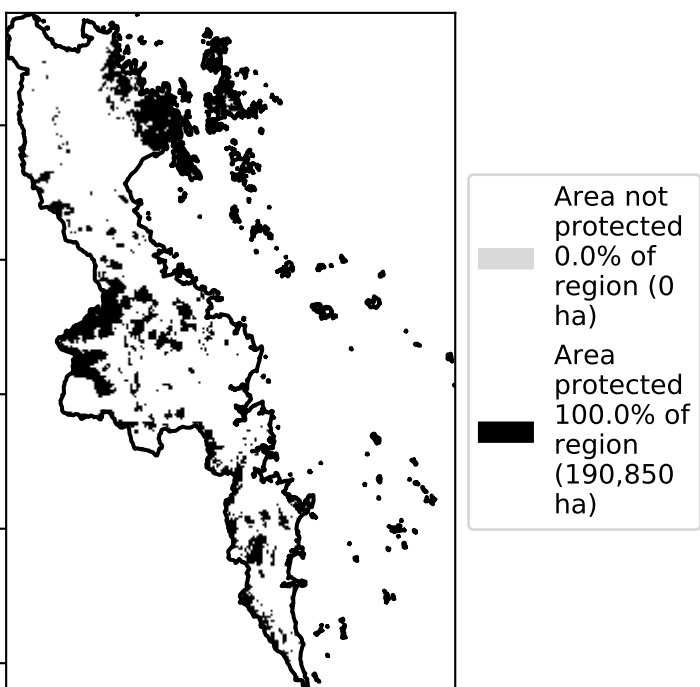 Area not
protected
0.0% of
region (0
ha)
Area
protected
100.0% of
region
(190,850
ha)